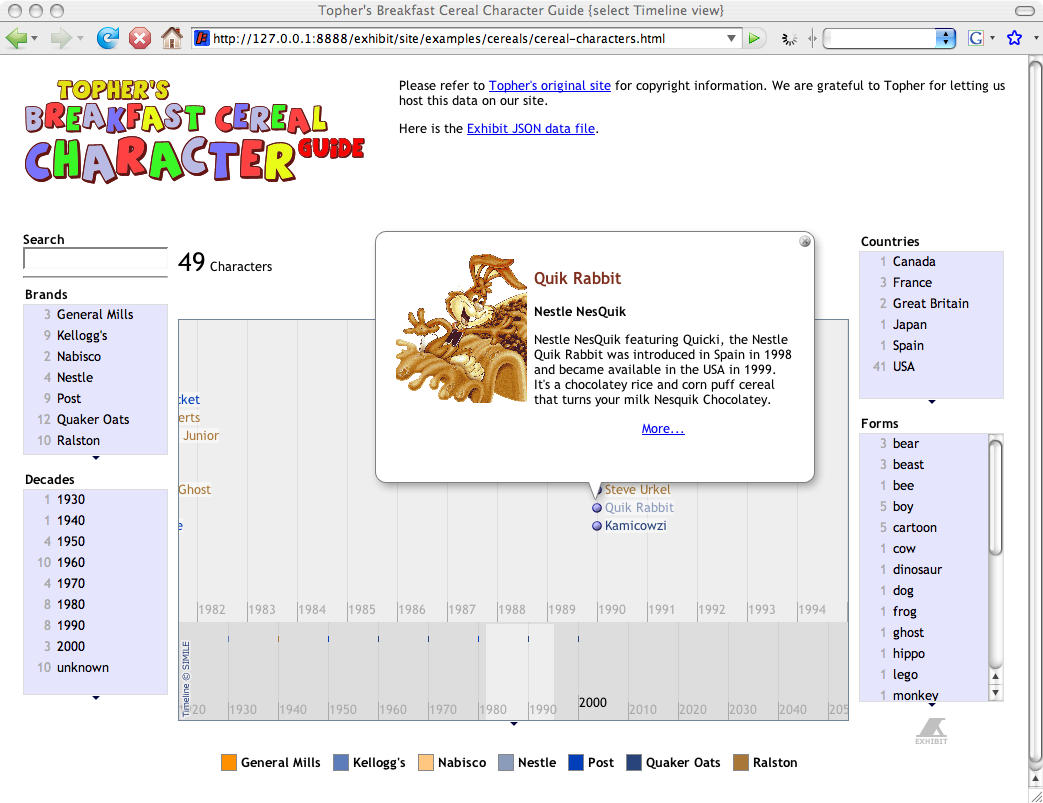 Topher's Breakfast Cereal Character Guide {select Timeline view}
http://127.0.0.1:8888/exhibit/site/examples/cereals/cereal-characters.html
G
TOPHER'S
BREAKFAST CEREAL
CHARACTER GUIDE
Please refer to Topher's original site for copyright information. We are grateful to Topher for letting us
host this data on our site.
Here is the Exhibit JSON data file.
Search
49 Characters
Brands
3 General Mills
9 Kellogg's
2 Nabisco
4 Nestle
9 Post
12 Quaker Oats
10 Ralston
Decades
1 1930
1 1940
4 1950
10 1960
4 1970
8 1980
8 1990
3 2000
10 unknown
Quik Rabbit
Nestle NesQuik
Nestle NesQuik featuring Quicki, the Nestle
Quik Rabbit was introduced in Spain in 1998
and became available in the USA in 1999.
It's a chocolatey rice and corn puff cereal
that turns your milk Nesquik Chocolatey.
More...
cket
erts
Junior
Ghost
e
Steve Urkel
Quik Rabbit
Kamicowzi
1982 1983 1984 1985 1986 1987 1988 1989 1990 1991 1992 1993 1994
Timeline © SIMILE
20 1930 1940 1950 1960 1970 1980 1990 2000 2010 2020 2030 2040 205
Countries
1 Canada
3 France
2 Great Britain
1 Japan
1 Spain
41 USA
Forms
3 bear
3 beast
1 bee
5 boy
5 cartoon
1 cow
1 dinosaur
1 dog
1 frog
1 ghost
1 hippo
1 lego
1 monkey
EXHIBIT
General Mills Kellogg's Nabisco Nestle Post Quaker Oats Ralston